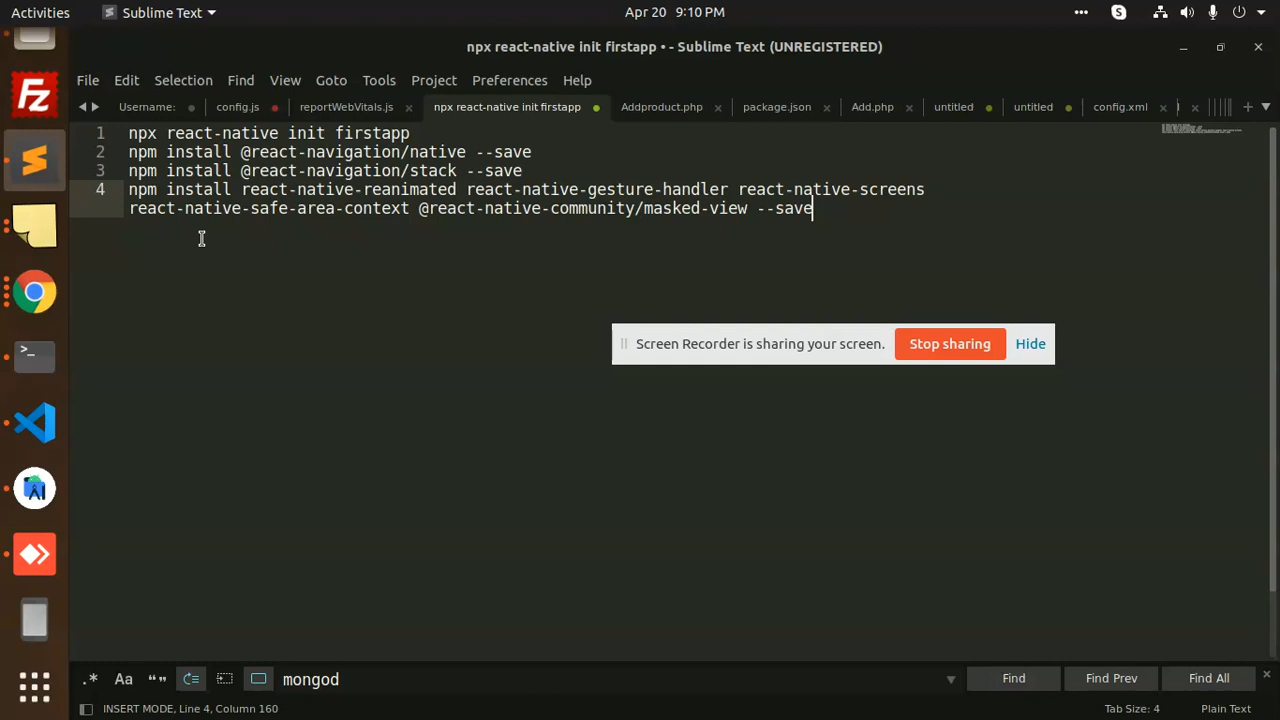 Activities
Sublime Text
Apr 20 9:10 PM
npx react-native init firstapp • - Sublime Text (UNREGISTERED)
File Edit Selection Find View Goto Tools Project Preferences Help
Username: config.js reportWebVitals.js npx react-native init firstapp Addproduct.php package.json Add.php untitled untitled config.xml
1 npx react-native init firstapp
2 npm install @react-navigation/native --save
3 npm install @react-navigation/stack --save
4 npm install react-native-reanimated react-native-gesture-handler react-native-screens
react-native-safe-area-context @react-native-community/masked-view --save
Screen Recorder is sharing your screen. Stop sharing Hide
.* Aa “” mongod Find Find Prev Find All
INSERT MODE, Line 4, Column 160 Tab Size: 4 Plain Text